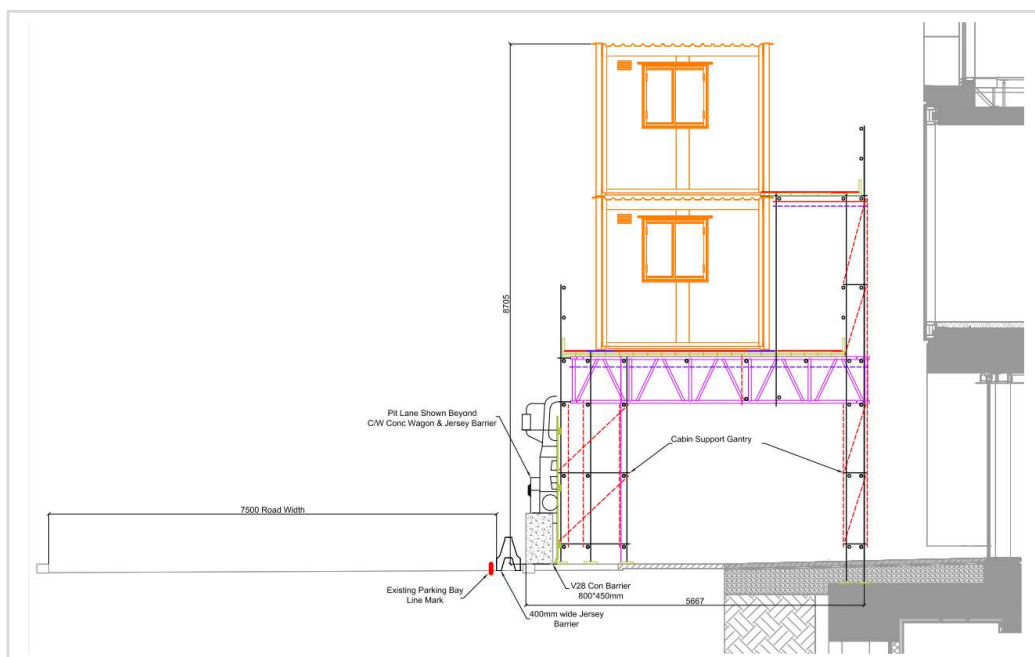 8705
Pit Lane Shown Beyond
C/W Conc Wagon & Jersey Barrier
Cabin Support Gantry
7500 Road Width
Existing Parking Bay
Line Mark
V28 Con Barrier
800*450mm
400mm wide Jersey
Barrier
5667